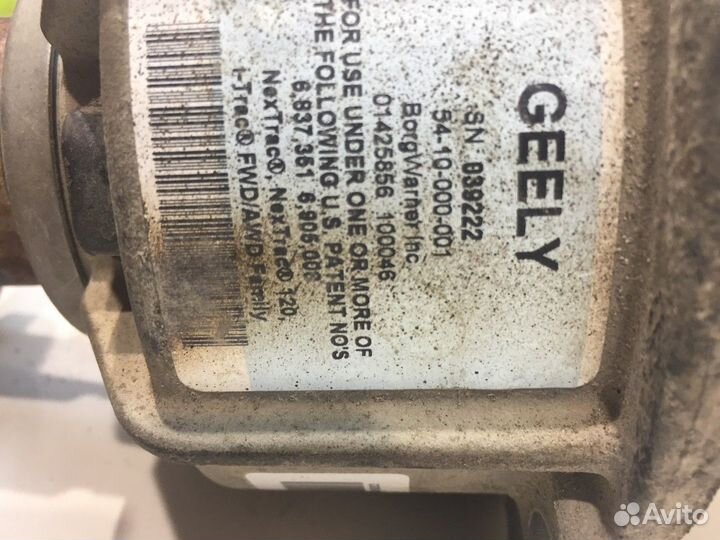 GEELY
SN 039222
54-10-000-001
BorgWarner Inc.
01425856 100046
FOR USE UNDER ONE OR MORE OF
THE FOLLOWING U.S. PATENT NO'S
6,837,361 6,905,008
NexTrac®, NexTrac® 120,
i-Trac® FWD/AWD Family
Avito